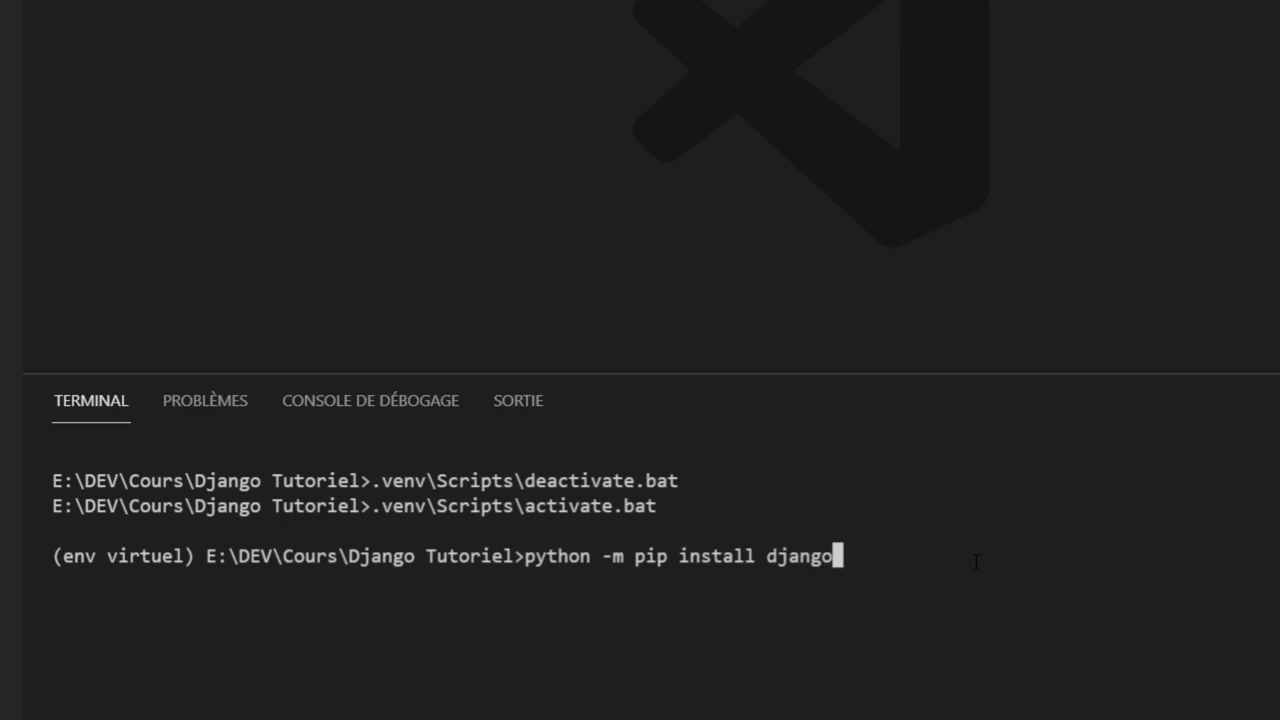 TERMINAL PROBLÈMES CONSOLE DE DÉBOGAGE SORTIE
E:\DEV\Cours\Django Tutoriel>.venv\Scripts\deactivate.bat
E:\DEV\Cours\Django Tutoriel>.venv\Scripts\activate.bat
(env virtuel) E:\DEV\Cours\Django Tutoriel>python -m pip install django